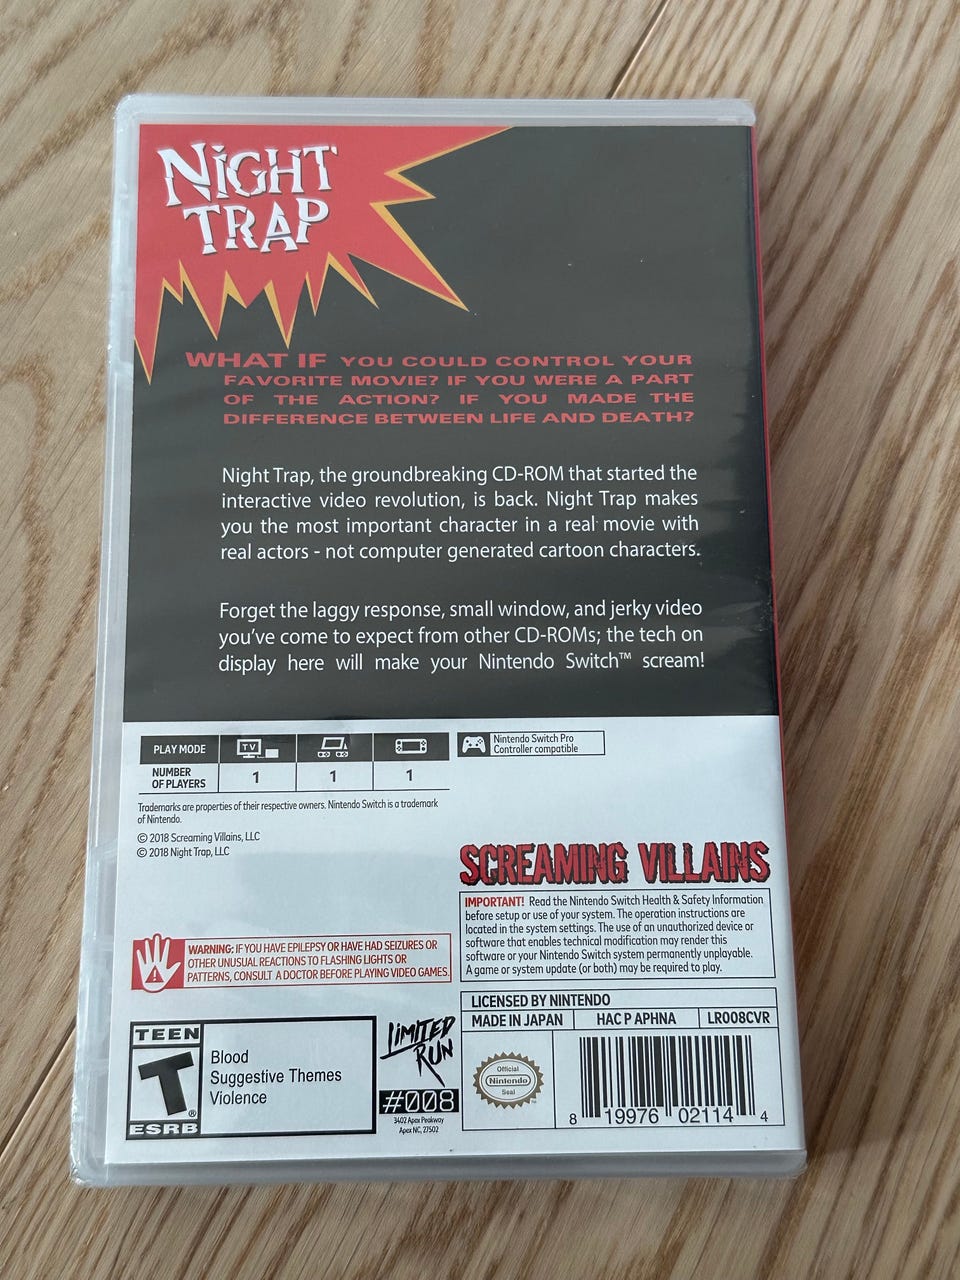 NiGHT
TRAP
WHAT IF YOU COULD CONTROL YOUR
FAVORITE MOVIE? IF YOU WERE A PART
OF THE ACTION? IF YOU MADE THE
DIFFERENCE BETWEEN LIFE AND DEATH?
Night Trap, the groundbreaking CD-ROM that started the
interactive video revolution, is back. Night Trap makes
you the most important character in a real movie with
real actors - not computer generated cartoon characters.
Forget the laggy response, small window, and jerky video
you've come to expect from other CD-ROMs; the tech on
display here will make your Nintendo Switch™ scream!
PLAY MODE
TV
NUMBER
OF PLAYERS
1
1
1
Nintendo Switch Pro
Controller compatible
Trademarks are properties of their respective owners. Nintendo Switch is a trademark
of Nintendo.
© 2018 Screaming Villains, LLC
© 2018 Night Trap, LLC
SCREAMING VILLAINS
IMPORTANT! Read the Nintendo Switch Health & Safety Information
before setup or use of your system. The operation instructions are
located in the system settings. The use of an unauthorized device or
software that enables technical modification may render this
software or your Nintendo Switch system permanently unplayable.
A game or system update (or both) may be required to play.
WARNING: IF YOU HAVE EPILEPSY OR HAVE HAD SEIZURES OR
OTHER UNUSUAL REACTIONS TO FLASHING LIGHTS OR
PATTERNS, CONSULT A DOCTOR BEFORE PLAYING VIDEO GAMES.
LICENSED BY NINTENDO
MADE IN JAPAN
HAC P APHNA
LR008CVR
TEEN
T
®
ESRB
Blood
Suggestive Themes
Violence
LIMITED
RUN
#008
3402 Apex Peakway
Apex NC, 27502
Official
Nintendo
Seal
8 19976 02114 4